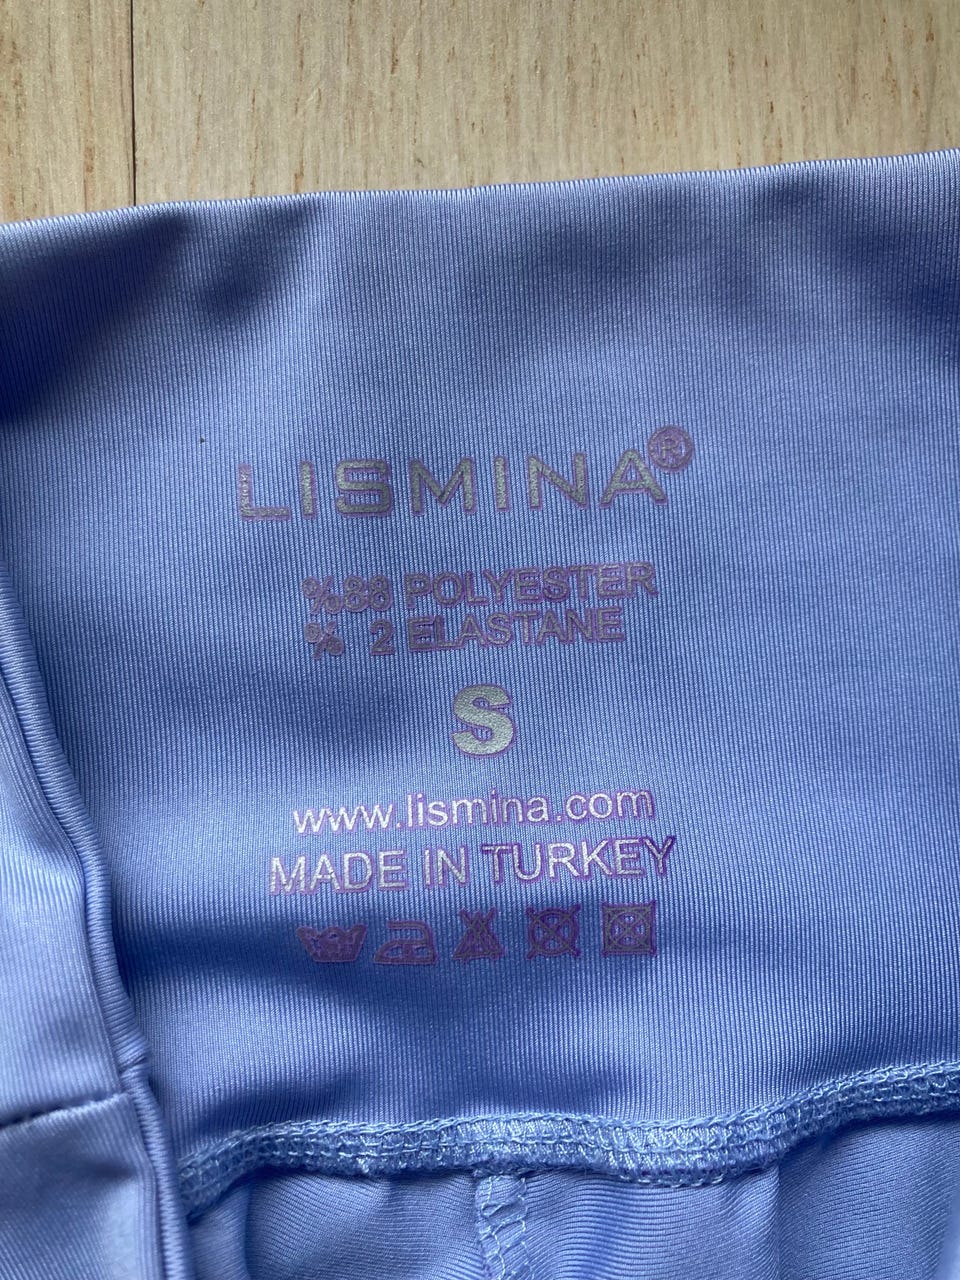 LISMINA®
%88 POLYESTER
% 2 ELASTANE
S
www.lismina.com
MADE IN TURKEY